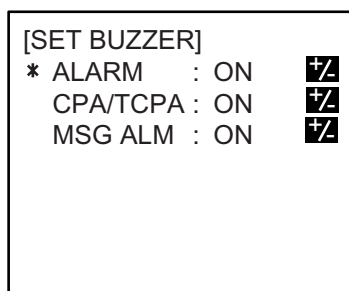 [SET BUZZER]
* ALARM : ON +/-
CPA/TCPA : ON +/-
MSG ALM : ON +/-